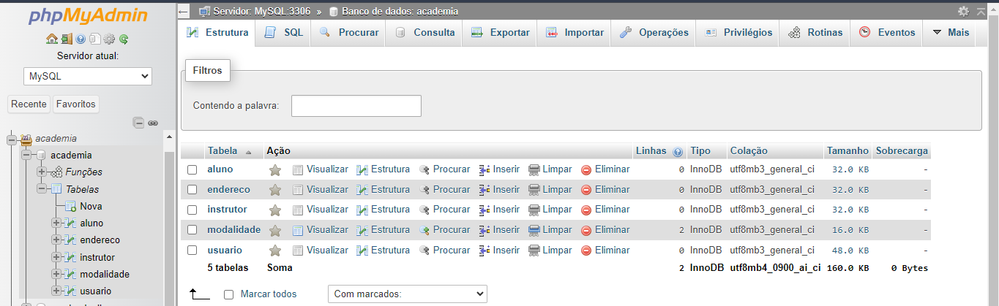 phpMyAdmin
Servidor atual:
MySQL
Recente Favoritos
academia
academia
Funções
Tabelas
Nova
aluno
endereco
instrutor
modalidade
usuario
Servidor: MySQL:3306 » Banco de dados: academia
Estrutura SQL Procurar Consulta Exportar Importar Operações Privilégios Rotinas Eventos Mais
Filtros
Contendo a palavra:
Tabela Ação Linhas Tipo Colação Tamanho Sobrecarga
aluno Visualizar Estrutura Procurar Inserir Limpar Eliminar 0 InnoDB utf8mb3_general_ci 32.0 KB -
endereco Visualizar Estrutura Procurar Inserir Limpar Eliminar 0 InnoDB utf8mb3_general_ci 32.0 KB -
instrutor Visualizar Estrutura Procurar Inserir Limpar Eliminar 0 InnoDB utf8mb3_general_ci 32.0 KB -
modalidade Visualizar Estrutura Procurar Inserir Limpar Eliminar 2 InnoDB utf8mb3_general_ci 16.0 KB -
usuario Visualizar Estrutura Procurar Inserir Limpar Eliminar 0 InnoDB utf8mb3_general_ci 48.0 KB -
5 tabelas Soma 2 InnoDB utf8mb4_0900_ai_ci 160.0 KB 0 Bytes
Marcar todos Com marcados: